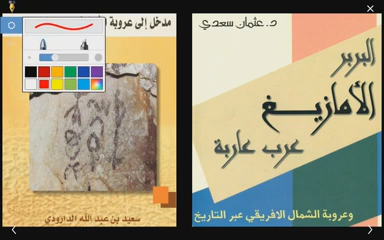 د. عثمان سعدي
البربر
الأمازيغ
عرب عاربة
وعروبة الشمال الافريقي عبر التاريخ
مدخل إلى عروبة
سعيد بن عبد الله الدارودي